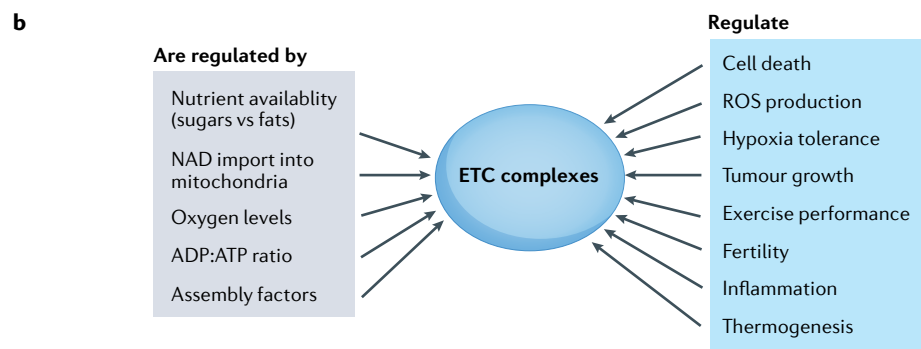 b
Are regulated by
Nutrient availablity
(sugars vs fats)
NAD import into
mitochondria
Oxygen levels
ADP:ATP ratio
Assembly factors
ETC complexes
Regulate
Cell death
ROS production
Hypoxia tolerance
Tumour growth
Exercise performance
Fertility
Inflammation
Thermogenesis